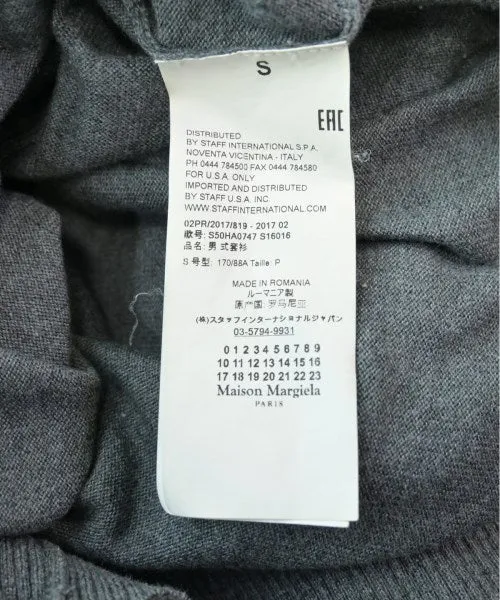 S
EAC
DISTRIBUTED
BY STAFF INTERNATIONAL S.P.A.
NOVENTA VICENTINA - ITALY
PH 0444 784500 FAX 0444 784580
FOR U.S.A. ONLY
IMPORTED AND DISTRIBUTED
BY STAFF U.S.A. INC.
WWW.STAFFINTERNATIONAL.COM
02PR/2017/819 - 2017 02
款号: S50HA0747 S16016
品名: 男 式套衫
S 号型: 170/88A Taille: P
MADE IN ROMANIA
ルーマニア製
原产国: 罗马尼亚
(株)スタッフインターナショナルジャパン
03-5794-9931
0 1 2 3 4 5 6 7 8 9
10 11 12 13 14 15 16
17 18 19 20 21 22 23
Maison Margiela
PARIS